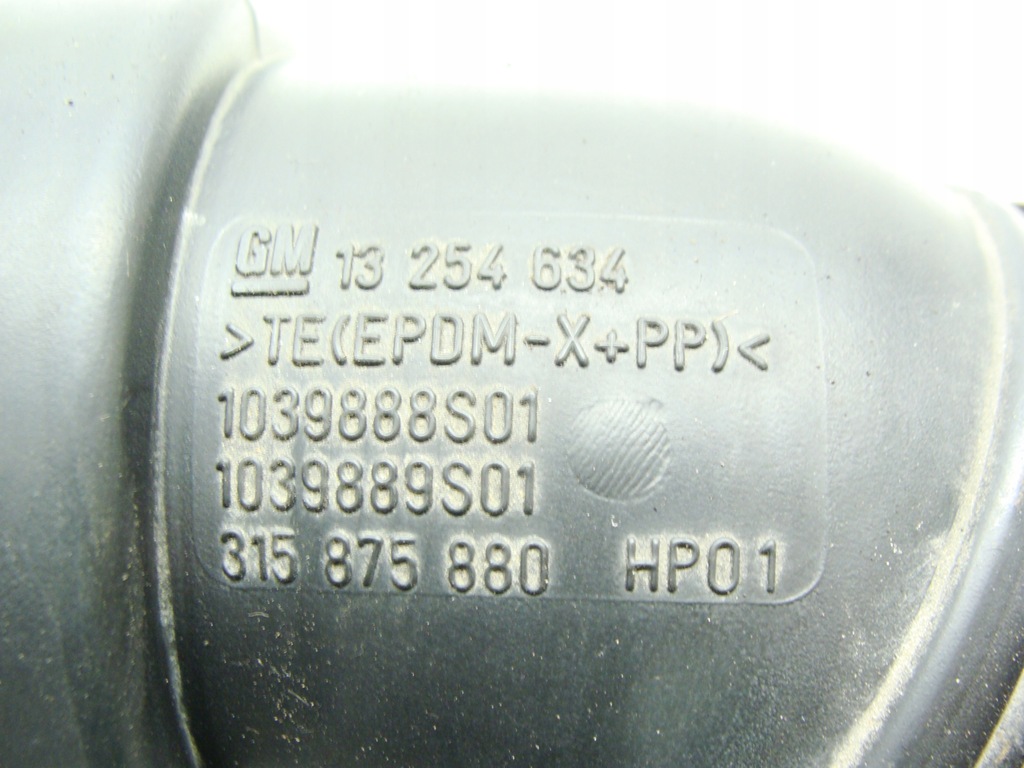 GM 13 254 634
>TE(EPDM-X+PP)<
1039888S01
1039889S01
315 875 880 HP01